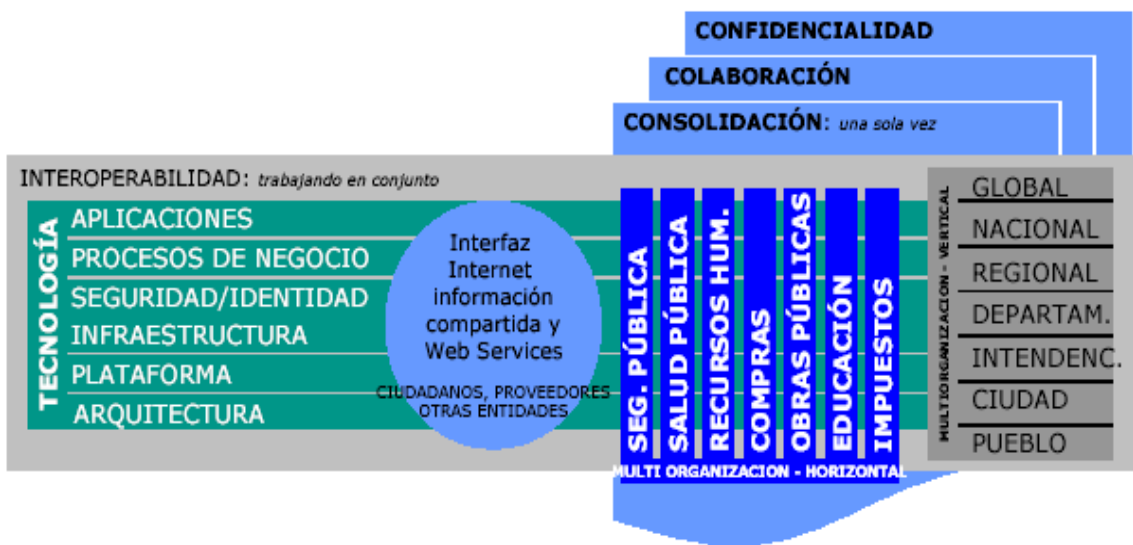 CONFIDENCIALIDAD
COLABORACIÓN
CONSOLIDACIÓN: una sola vez
INTEROPERABILIDAD: trabajando en conjunto
TECNOLOGÍA
APLICACIONES
PROCESOS DE NEGOCIO
SEGURIDAD/IDENTIDAD
INFRAESTRUCTURA
PLATAFORMA
ARQUITECTURA
Interfaz
Internet
información
compartida y
Web Services
CIUDADANOS, PROVEEDORES
OTRAS ENTIDADES
SEG. PÚBLICA
SALUD PÚBLICA
RECURSOS HUM.
COMPRAS
OBRAS PÚBLICAS
EDUCACIÓN
IMPUESTOS
MULTI ORGANIZACION - HORIZONTAL
MULTIORGANIZACIÓN - VERTICAL
GLOBAL
NACIONAL
REGIONAL
DEPARTAM.
INTENDENC.
CIUDAD
PUEBLO